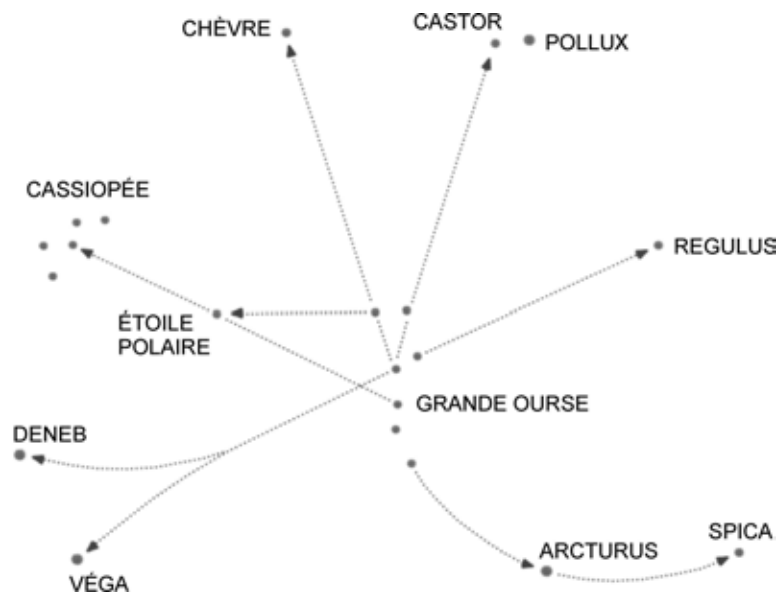 CHÈVRE
CASTOR
POLLUX
CASSIOPÉE
REGULUS
ÉTOILE
POLAIRE
GRANDE OURSE
DENEB
SPICA
ARCTURUS
VÉGA